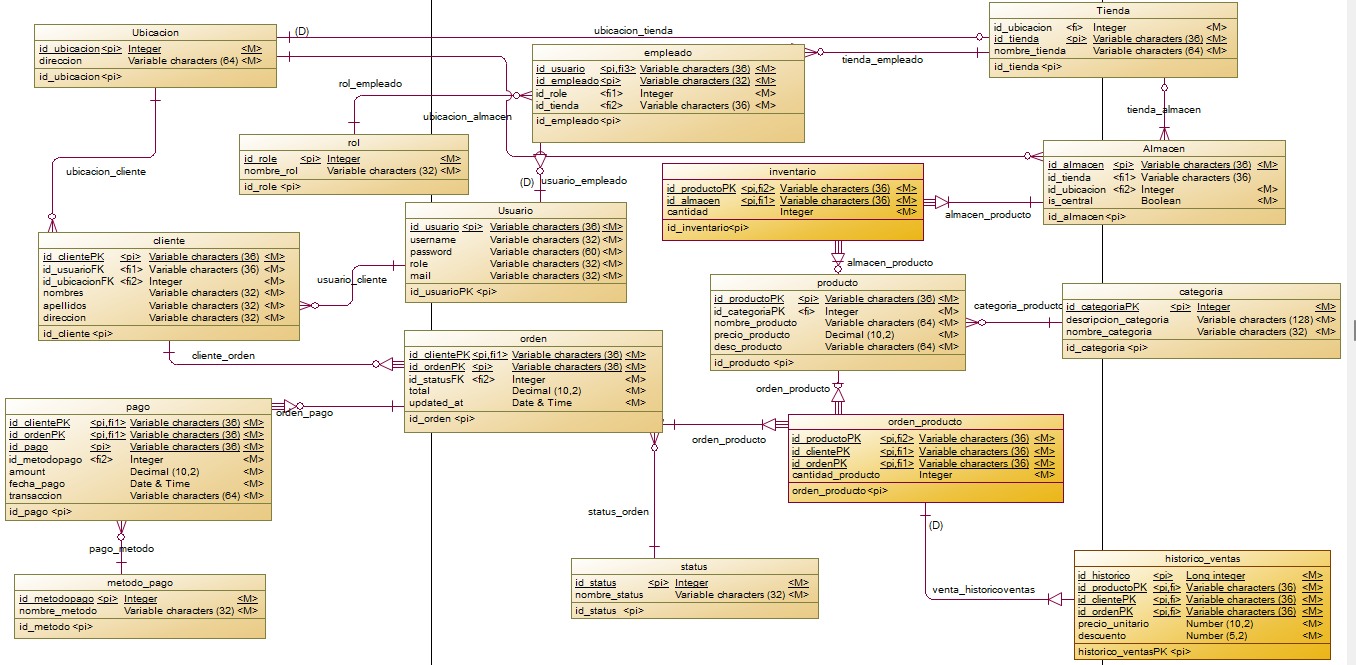 Ubicacion
id_ubicacion <pi> Integer <M>
direccion Variable characters (64) <M>
id_ubicacion <pi>
(D)
ubicacion_tienda
Tienda
id_ubicacion <fi> Integer <M>
id_tienda <pi> Variable characters (36) <M>
nombre_tienda Variable characters (64) <M>
id_tienda <pi>
empleado
id_usuario <pi,fi3> Variable characters (36) <M>
id_empleado <pi> Variable characters (32) <M>
id_role <fi1> Integer <M>
id_tienda <fi2> Variable characters (36) <M>
id_empleado <pi>
tienda_empleado
rol_empleado
ubicacion_almacen
tienda_almacen
rol
id_role <pi> Integer <M>
nombre_rol Variable characters (32) <M>
id_role <pi>
Almacen
id_almacen <pi> Variable characters (36) <M>
id_tienda <fi1> Variable characters (36)
id_ubicacion <fi2> Integer <M>
is_central Boolean <M>
id_almacen <pi>
ubicacion_cliente
(D)
usuario_empleado
inventario
id_productoPK <pi,fi2> Variable characters (36) <M>
id_almacen <pi,fi1> Variable characters (36) <M>
cantidad Integer <M>
id_inventario <pi>
almacen_producto
Usuario
id_usuario <pi> Variable characters (36) <M>
username Variable characters (32) <M>
password Variable characters (60) <M>
role Variable characters (32) <M>
mail Variable characters (32) <M>
id_usuarioPK <pi>
cliente
id_clientePK <pi> Variable characters (36) <M>
id_usuarioFK <fi1> Variable characters (36) <M>
id_ubicacionFK <fi2> Integer <M>
nombres Variable characters (32) <M>
apellidos Variable characters (32) <M>
direccion Variable characters (32) <M>
id_cliente <pi>
usuario_cliente
almacen_producto
producto
id_productoPK <pi> Variable characters (36) <M>
id_categoriaPK <fi> Integer <M>
nombre_producto Variable characters (64) <M>
precio_producto Decimal (10,2) <M>
desc_producto Variable characters (64) <M>
id_producto <pi>
categoria_producto
categoria
id_categoriaPK <pi> Integer <M>
descripcion_categoria Variable characters (128) <M>
nombre_categoria Variable characters (32) <M>
id_categoria <pi>
cliente_orden
orden
id_clientePK <pi,fi1> Variable characters (36) <M>
id_ordenPK <pi> Variable characters (36) <M>
id_statusFK <fi2> Integer <M>
total Decimal (10,2) <M>
updated_at Date & Time <M>
id_orden <pi>
orden_producto
pago
id_clientePK <pi,fi1> Variable characters (36) <M>
id_ordenPK <pi,fi1> Variable characters (36) <M>
id_pago <pi> Variable characters (36) <M>
id_metodopago <fi2> Integer <M>
amount Decimal (10,2) <M>
fecha_pago Date & Time <M>
transaccion Variable characters (64) <M>
id_pago <pi>
orden_pago
orden_producto
orden_producto
id_productoPK <pi,fi2> Variable characters (36) <M>
id_clientePK <pi,fi1> Variable characters (36) <M>
id_ordenPK <pi,fi1> Variable characters (36) <M>
cantidad_producto Integer <M>
orden_producto <pi>
status_orden
(D)
pago_metodo
metodo_pago
id_metodopago <pi> Integer <M>
nombre_metodo Variable characters (32) <M>
id_metodo <pi>
status
id_status <pi> Integer <M>
nombre_status Variable characters (32) <M>
id_status <pi>
venta_historicoventas
historico_ventas
id_historico <pi> Long integer <M>
id_productoPK <pi,fi> Variable characters (36) <M>
id_clientePK <pi,fi> Variable characters (36) <M>
id_ordenPK <pi,fi> Variable characters (36) <M>
precio_unitario Number (10,2) <M>
descuento Number (5,2) <M>
historico_ventasPK <pi>